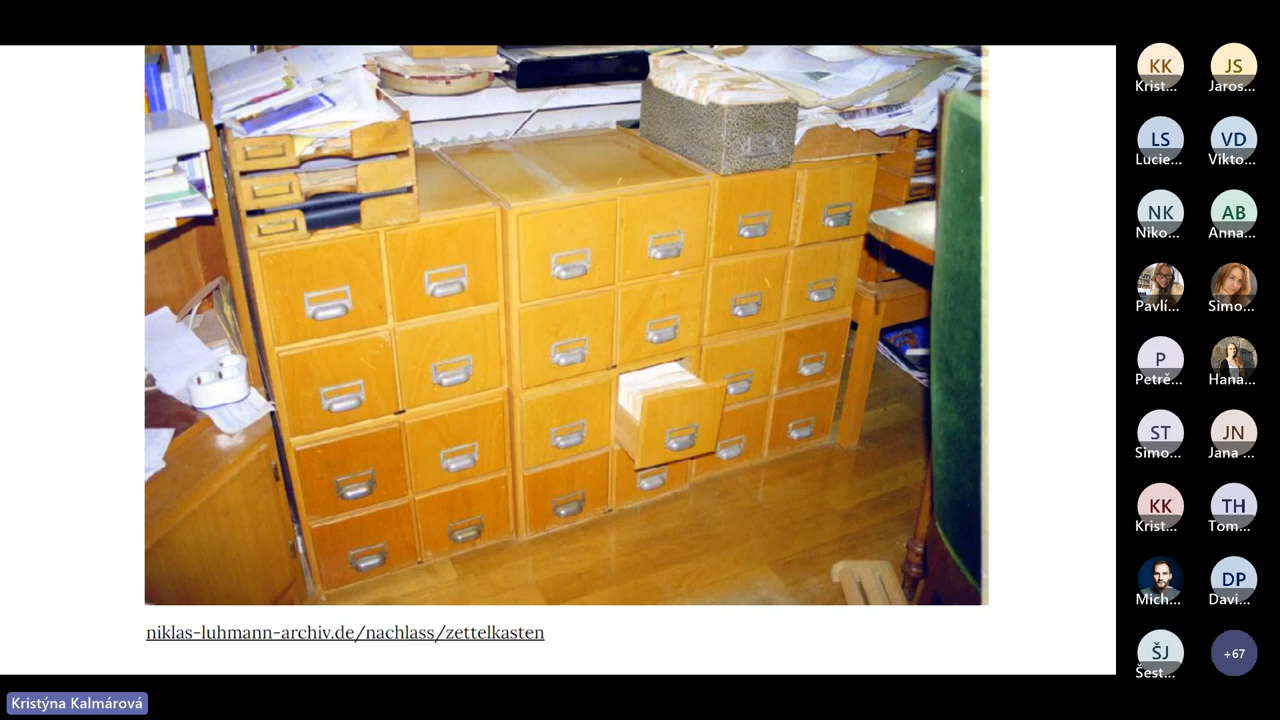 niklas-luhmann-archiv.de/nachlass/zettelkasten
Kristýna Kalmárová
KK
Krist...
JS
Jaros...
LS
Lucie...
VD
Vikto...
NK
Niko...
AB
Anna...
Pavlí...
Simo...
P
Petrě...
Hana...
ST
Simo...
JN
Jana ...
KK
Krist...
TH
Tom...
Mich...
DP
Davi...
ŠJ
Šest...
+67